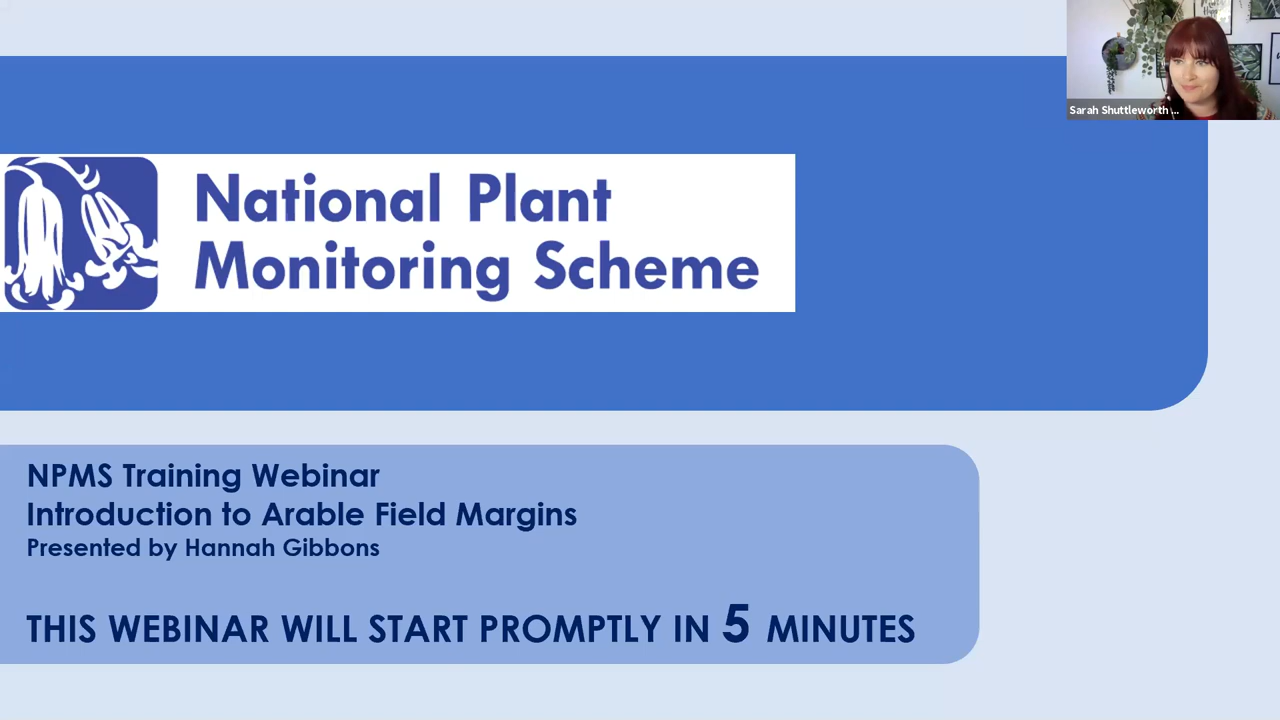 Sarah Shuttleworth ...
National Plant
Monitoring Scheme
NPMS Training Webinar
Introduction to Arable Field Margins
Presented by Hannah Gibbons
THIS WEBINAR WILL START PROMPTLY IN 5 MINUTES